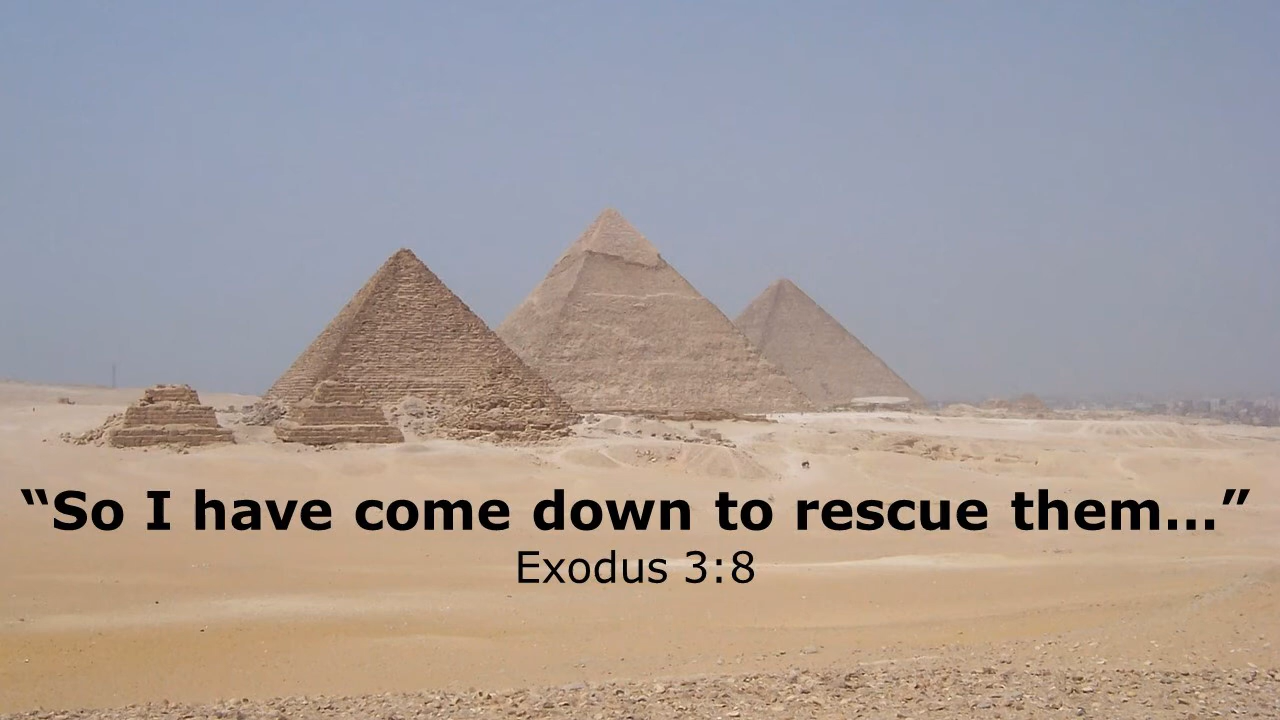 “So I have come down to rescue them…”
Exodus 3:8